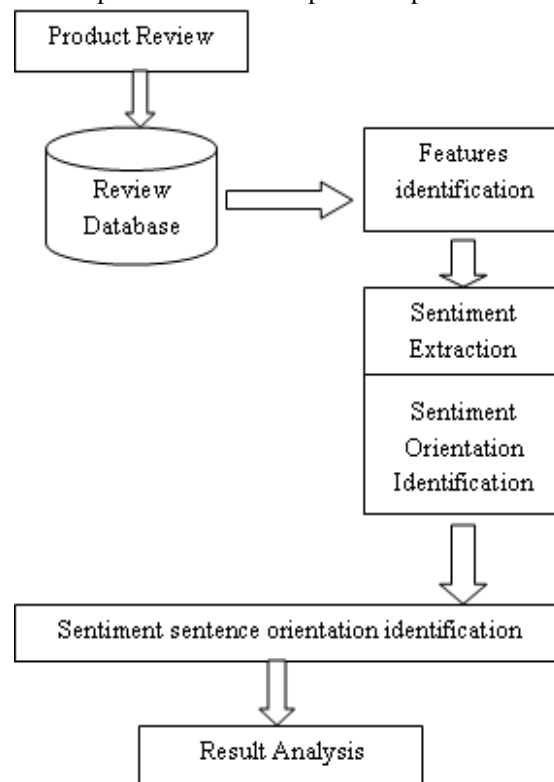 Product Review
Review
Database
Features
identification
Sentiment
Extraction
Sentiment
Orientation
Identification
Sentiment sentence orientation identification
Result Analysis